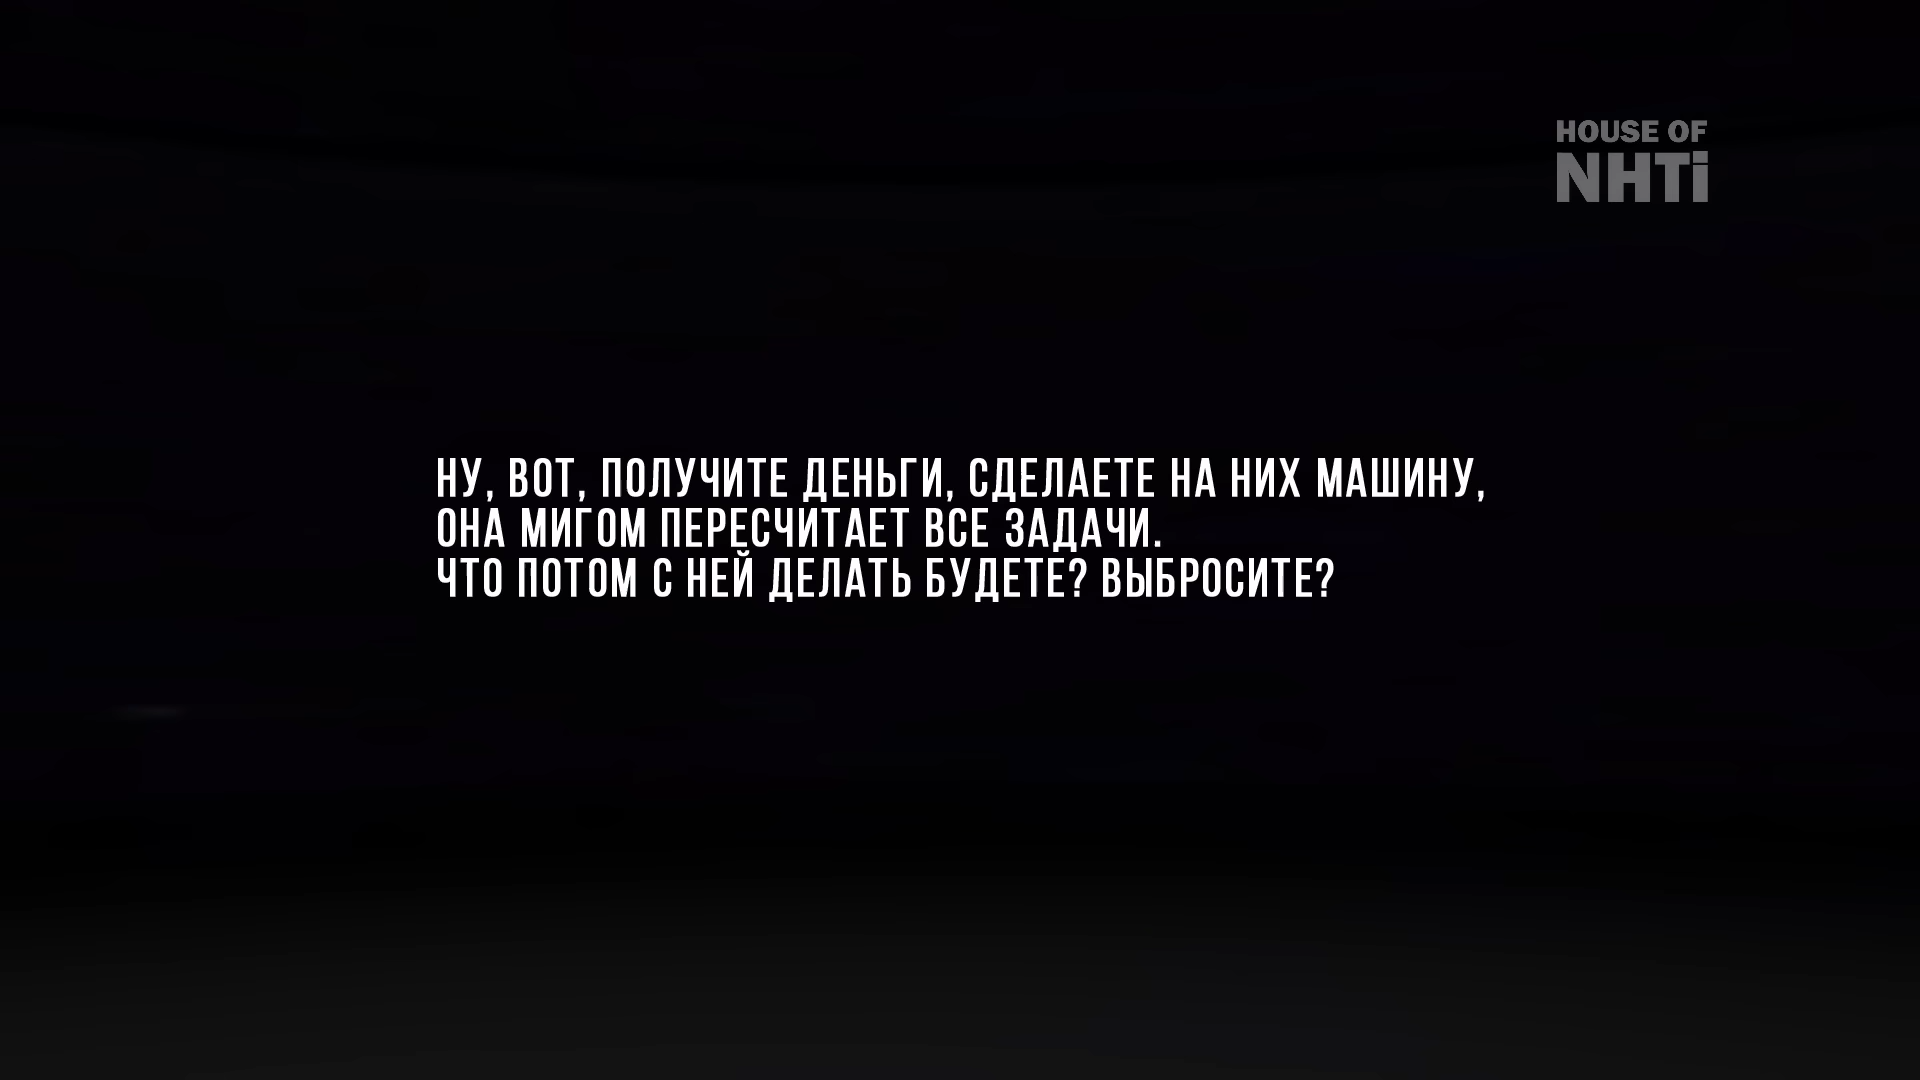 HOUSE OF
NHTi
НУ, ВОТ, ПОЛУЧИТЕ ДЕНЬГИ, СДЕЛАЕТЕ НА НИХ МАШИНУ,
ОНА МИГОМ ПЕРЕСЧИТАЕТ ВСЕ ЗАДАЧИ.
ЧТО ПОТОМ С НЕЙ ДЕЛАТЬ БУДЕТЕ? ВЫБРОСИТЕ?